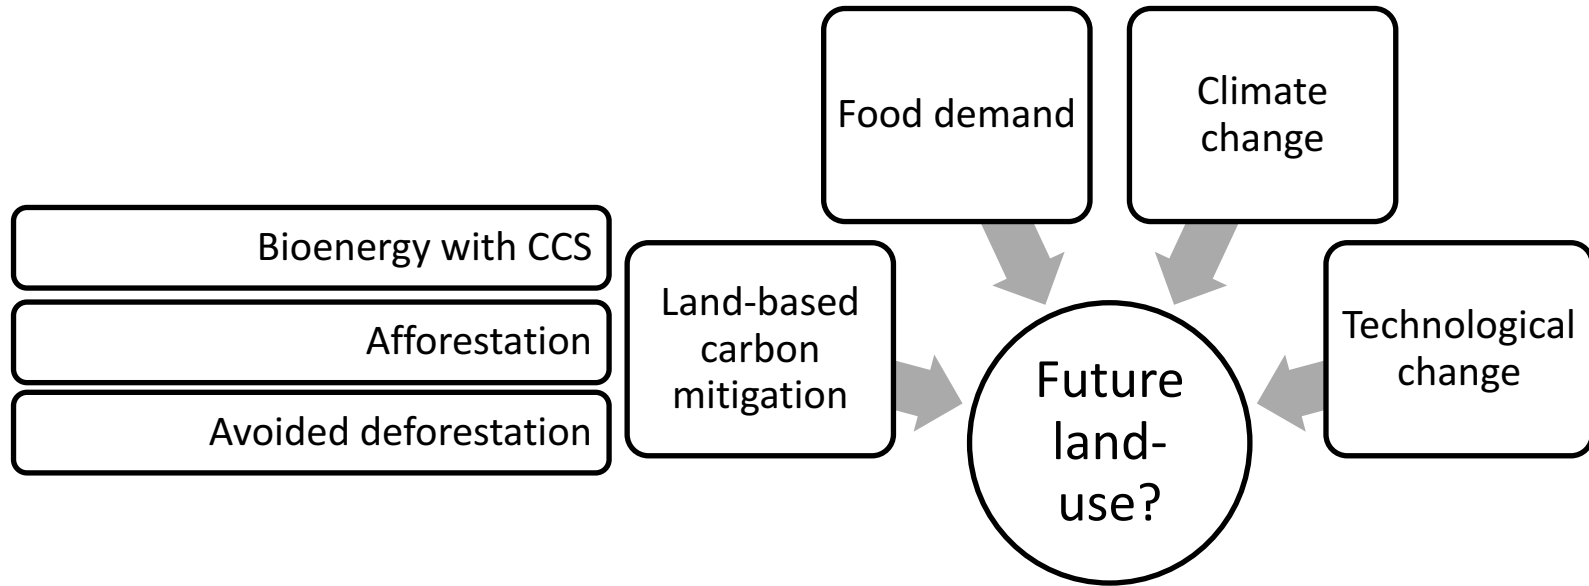 Food demand
Climate
change
Bioenergy with CCS
Afforestation
Avoided deforestation
Land-based
carbon
mitigation
Technological
change
Future
land-
use?